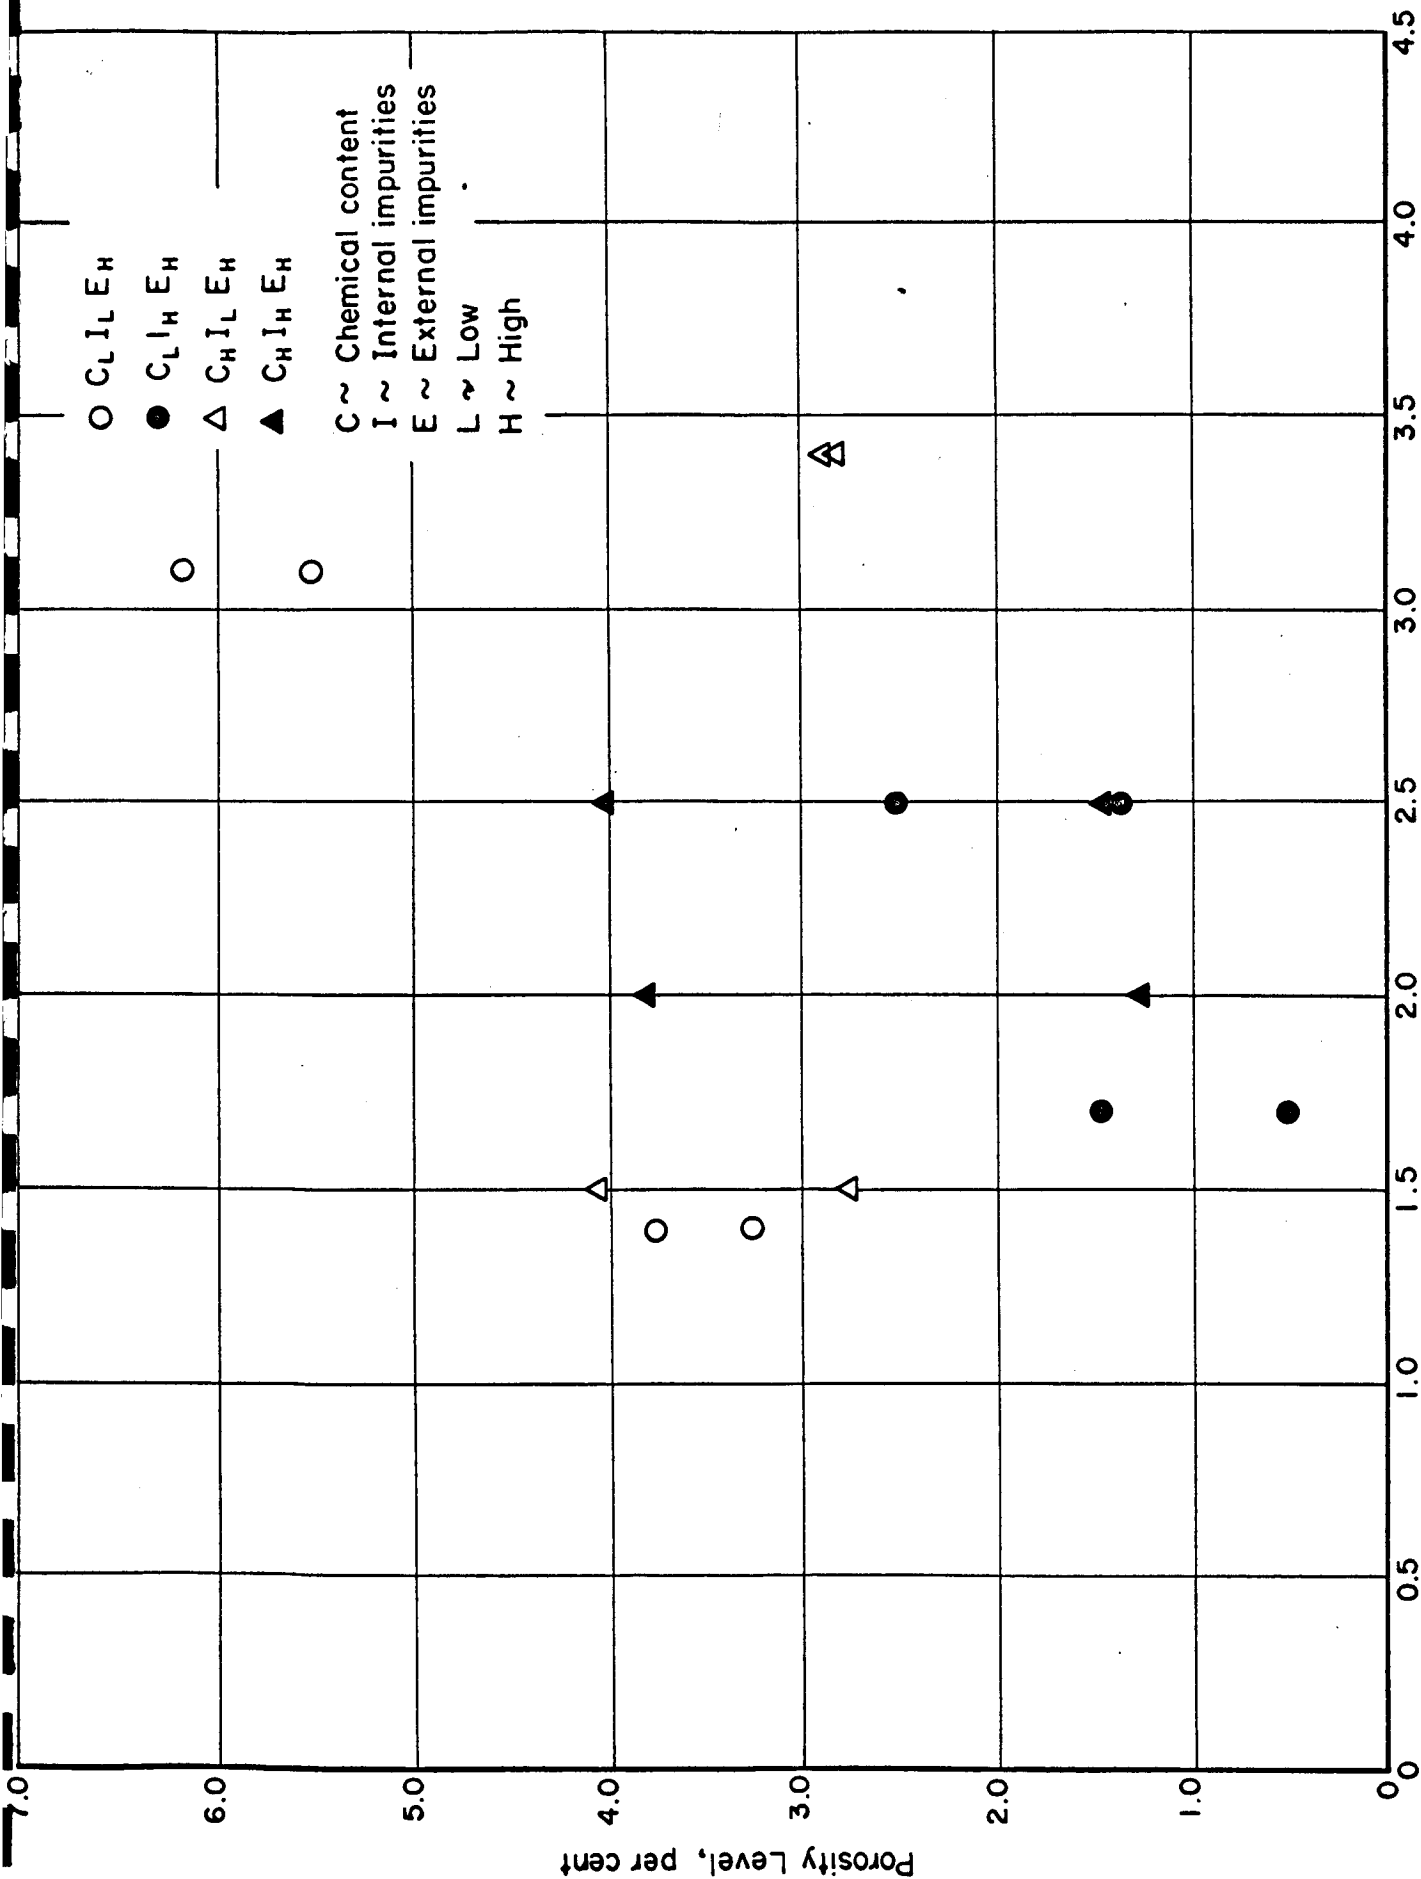 7.0
6.0
5.0
4.0
3.0
2.0
1.0
0
Porosity Level, per cent
0
0.5
1.0
1.5
2.0
2.5
3.0
3.5
4.0
4.5
C_L I_L E_H
C_L I_H E_H
C_H I_L E_H
C_H I_H E_H
C ~ Chemical content
I ~ Internal impurities
E ~ External impurities
L ~ Low
H ~ High